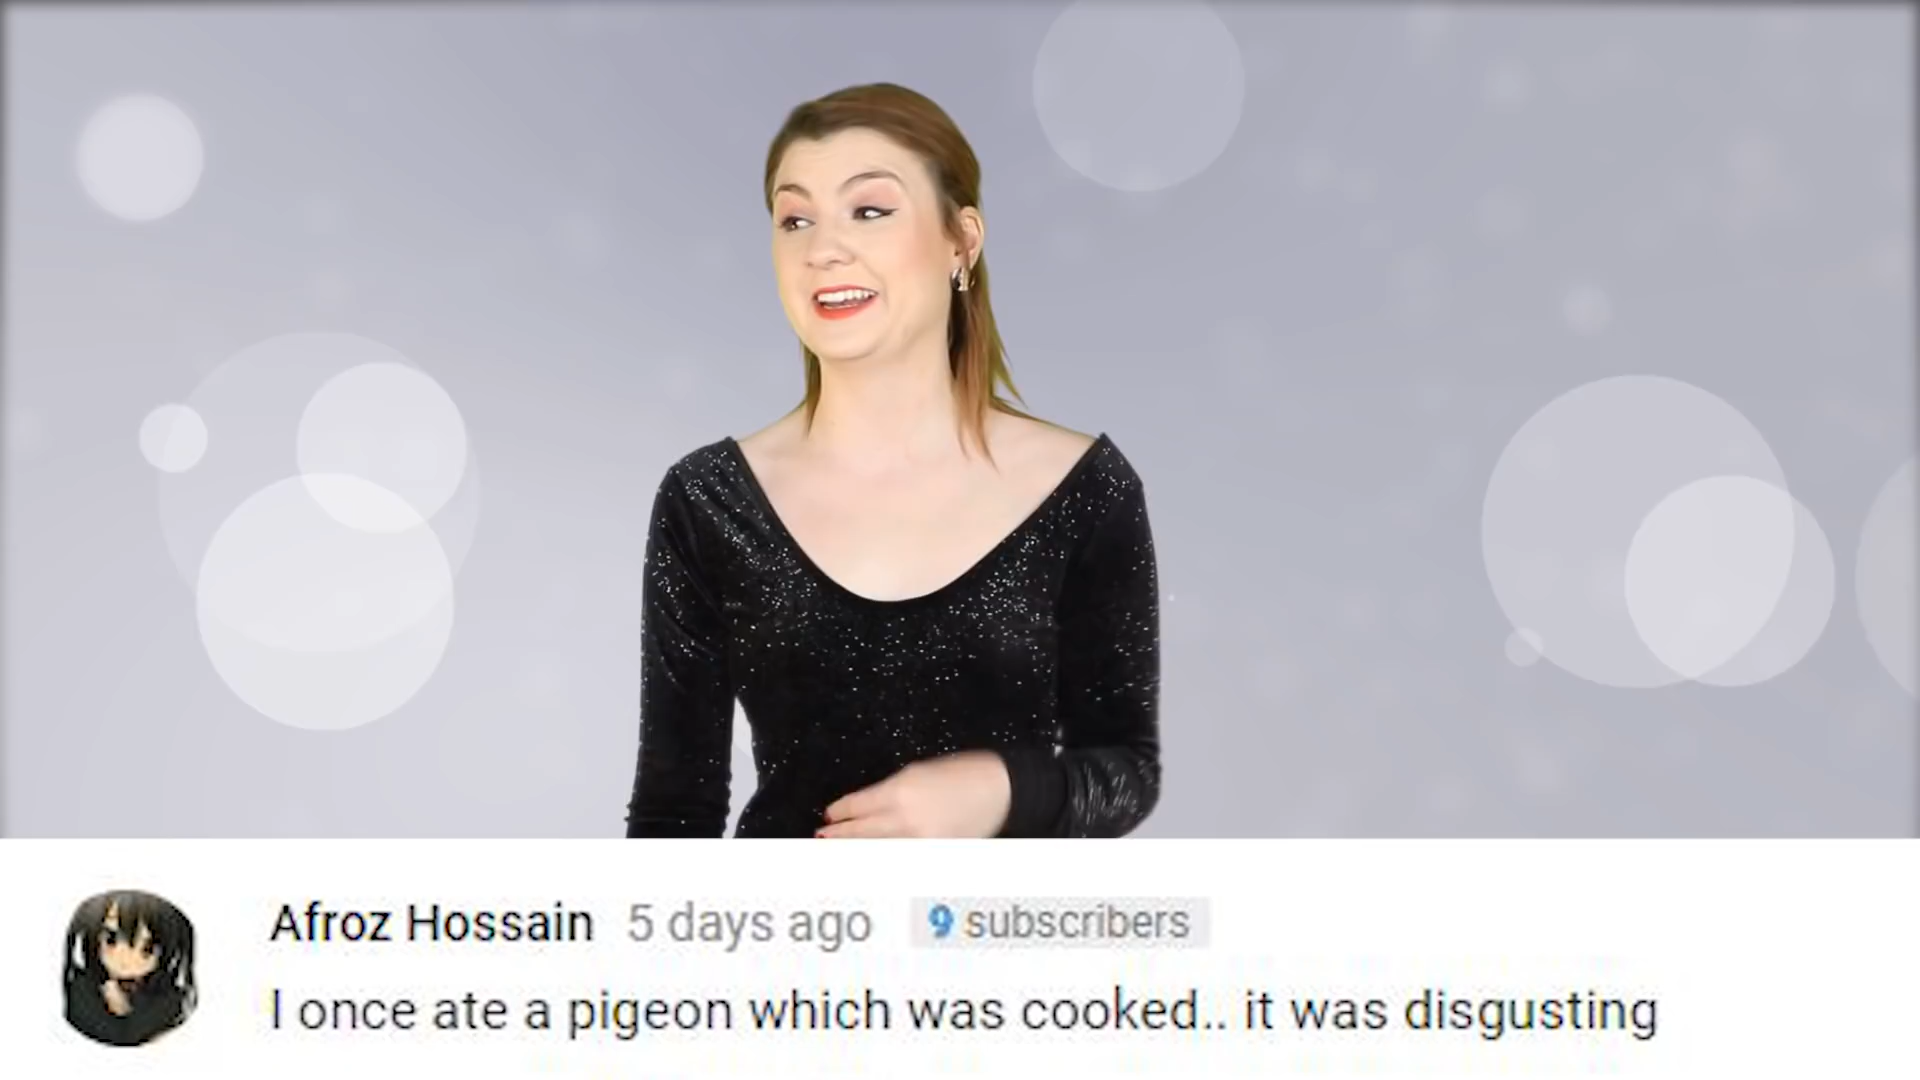 Afroz Hossain 5 days ago 9 subscribers
I once ate a pigeon which was cooked.. it was disgusting